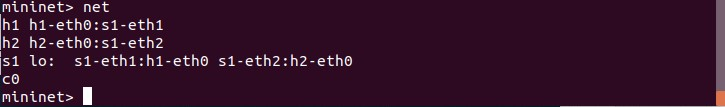 mininet> net
h1 h1-eth0:s1-eth1
h2 h2-eth0:s1-eth2
s1 lo:  s1-eth1:h1-eth0 s1-eth2:h2-eth0
c0
mininet>